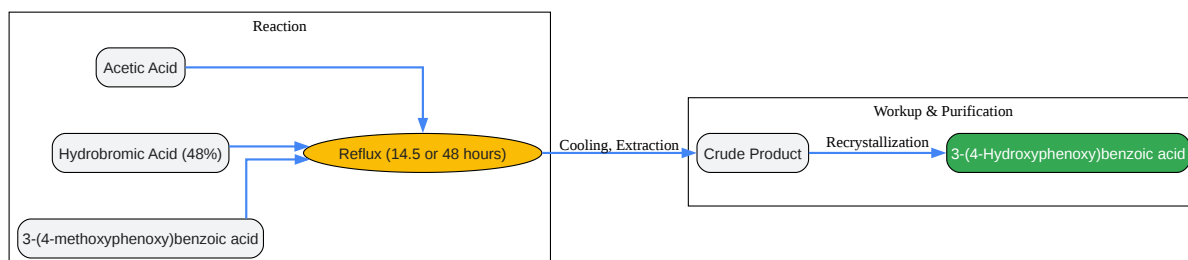 Reaction
Acetic Acid
Hydrobromic Acid (48%)
3-(4-methoxyphenoxy)benzoic acid
Reflux (14.5 or 48 hours)
Cooling, Extraction
Workup & Purification
Crude Product
Recrystallization
3-(4-Hydroxyphenoxy)benzoic acid